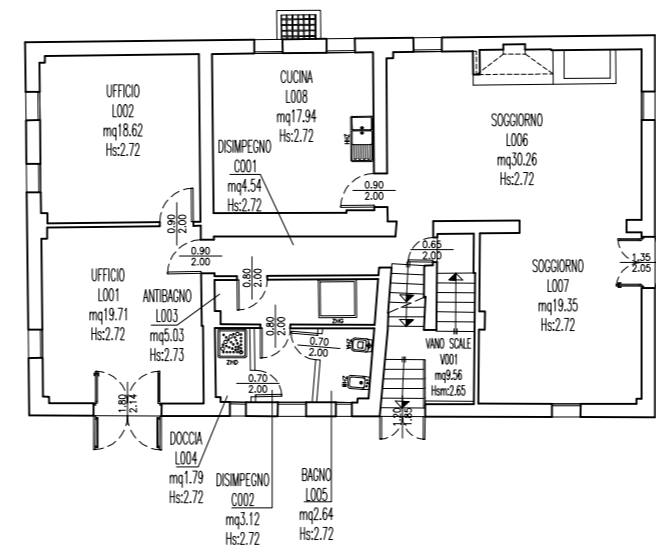 UFFICIO
L002
mq18.62
Hs:2.72
CUCINA
L008
mq17.94
Hs:2.72
DISIMPEGNO
C001
mq4.54
Hs:2.72
SOGGIORNO
L006
mq30.26
Hs:2.72
0.90
2.00
0.90
2.00
0.90
2.00
0.65
2.00
UFFICIO
L001
mq19.71
Hs:2.72
ANTIBAGNO
L003
mq5.03
Hs:2.73
0.80
2.00
0.80
2.00
SOGGIORNO
L007
mq19.35
Hs:2.72
1.35
2.05
0.70
2.00
0.70
2.00
VANO SCALE
V001
mq9.56
Hsm:2.65
1.80
2.14
1.20
1.85
ZHD
DOCCIA
L004
mq1.79
Hs:2.72
DISIMPEGNO
C002
mq3.12
Hs:2.72
BAGNO
L005
mq2.64
Hs:2.72